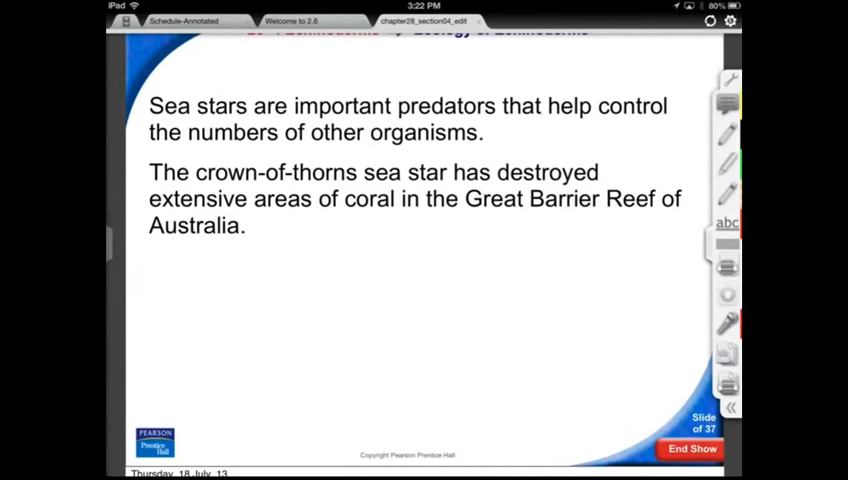 iPad
3:22 PM
80%
Schedule-Annotated
Welcome to 2.6
chapter28_section04_edit
Sea stars are important predators that help control
the numbers of other organisms.
The crown-of-thorns sea star has destroyed
extensive areas of coral in the Great Barrier Reef of
Australia.
abc
Slide
of 37
End Show
PEARSON
Prentice
Hall
Copyright Pearson Prentice Hall
Thursday, 18 July, 13